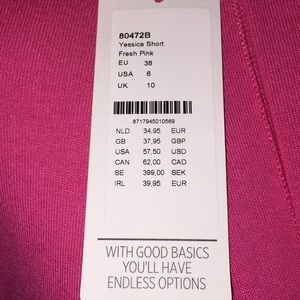 80472B
Yessica Short
Fresh Pink
EU 38
USA 6
UK 10
8717945010569
NLD 34,95 EUR
GB 37,95 GBP
USA 57,50 USD
CAN 62,00 CAD
SE 399,00 SEK
IRL 39,95 EUR
WITH GOOD BASICS
YOU'LL HAVE
ENDLESS OPTIONS